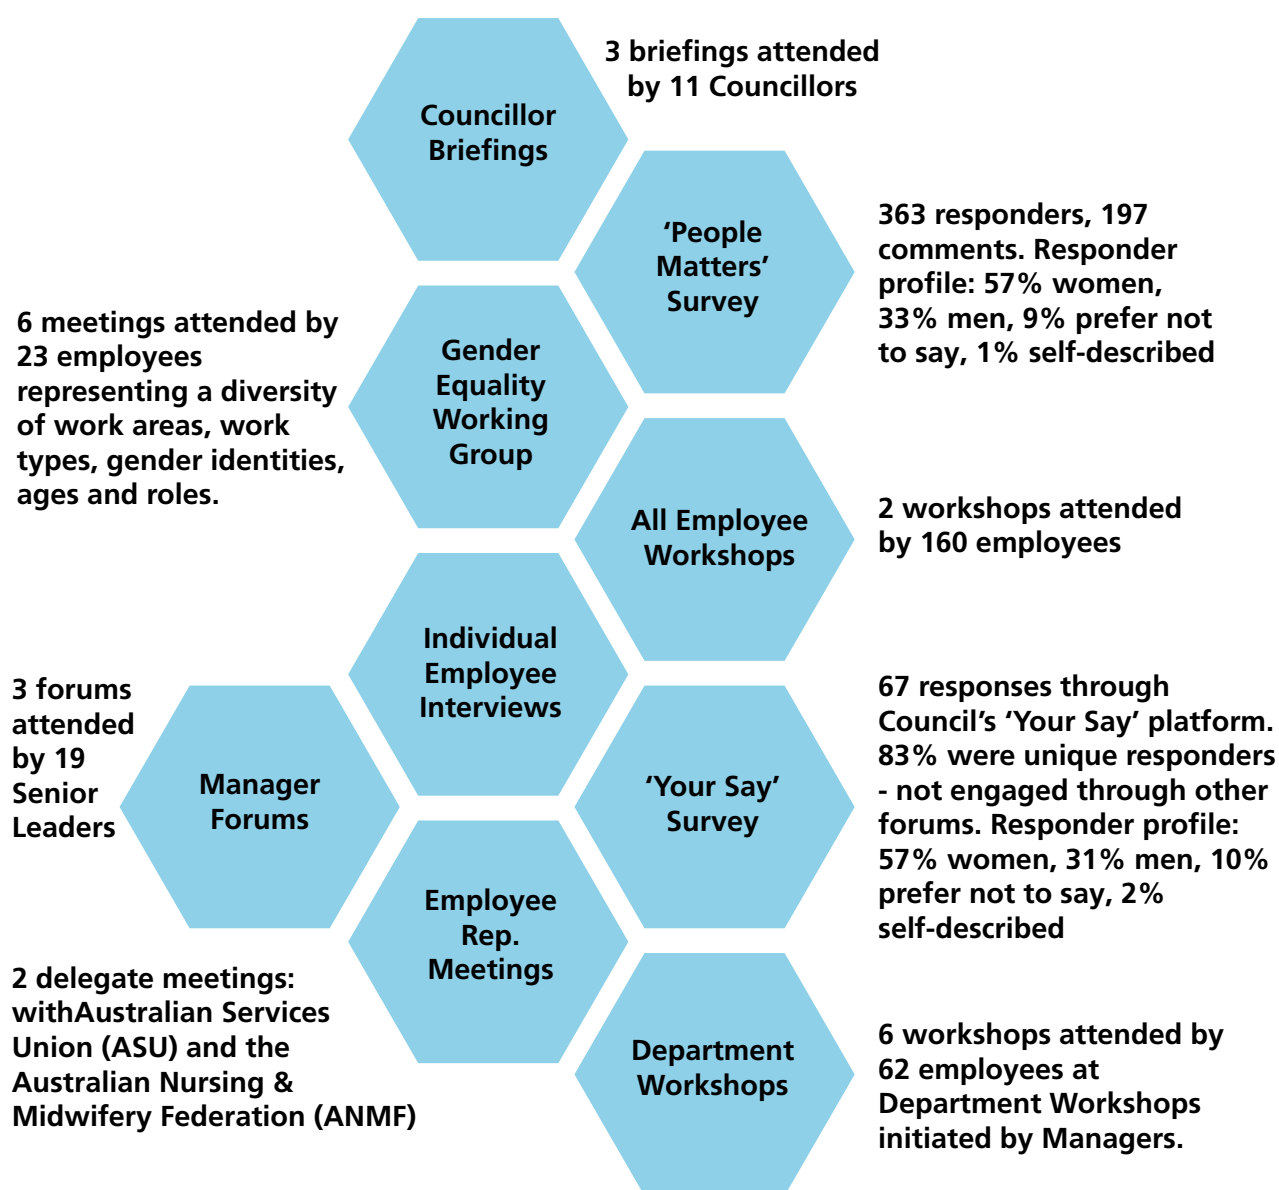 Councillor
Briefings
3 briefings attended
by 11 Councillors
‘People
Matters’
Survey
363 responders, 197
comments. Responder
profile: 57% women,
33% men, 9% prefer not
to say, 1% self-described
6 meetings attended by
23 employees
representing a diversity
of work areas, work
types, gender identities,
ages and roles.
Gender
Equality
Working
Group
All Employee
Workshops
2 workshops attended
by 160 employees
Individual
Employee
Interviews
3 forums
attended
by 19
Senior
Leaders
Manager
Forums
‘Your Say’
Survey
67 responses through
Council’s ‘Your Say’ platform.
83% were unique responders
- not engaged through other
forums. Responder profile:
57% women, 31% men, 10%
prefer not to say, 2%
self-described
Employee
Rep.
Meetings
2 delegate meetings:
withAustralian Services
Union (ASU) and the
Australian Nursing &
Midwifery Federation (ANMF)
Department
Workshops
6 workshops attended by
62 employees at
Department Workshops
initiated by Managers.